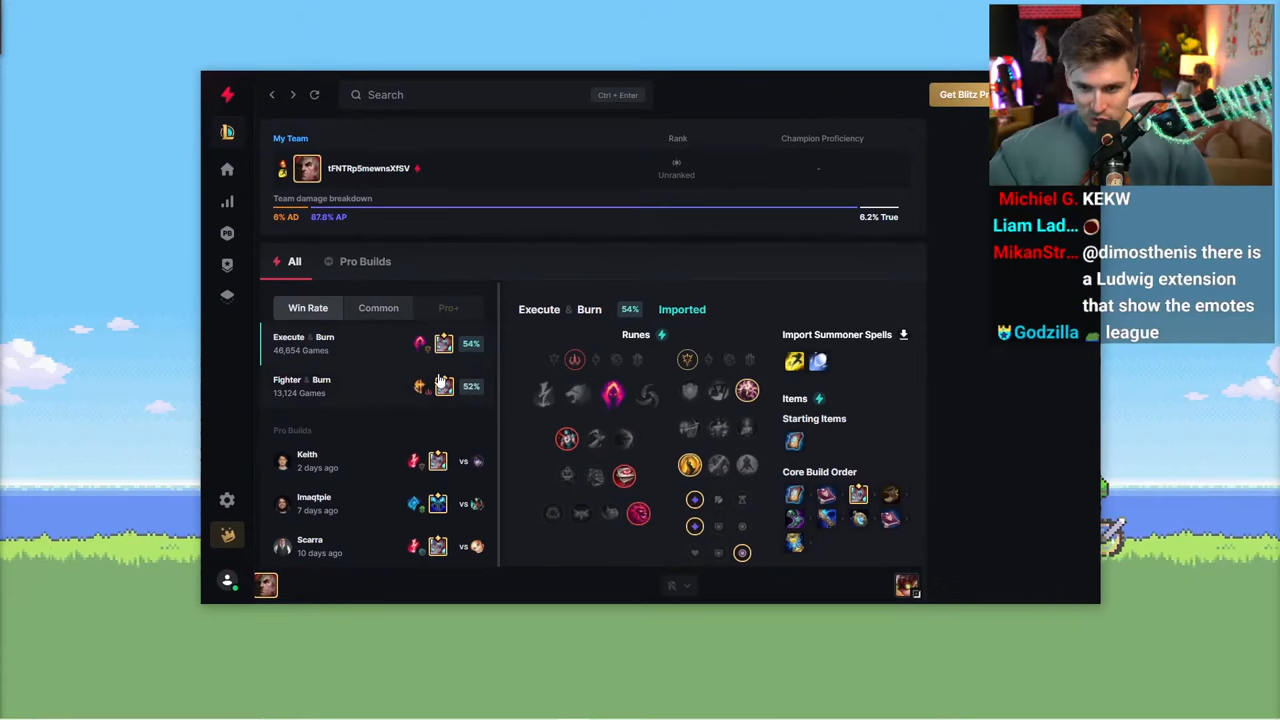 Search
Ctrl + Enter
Get Blitz Pr
My Team
Rank
Champion Proficiency
tFNTRp5mewnsXfSV
Unranked
-
Team damage breakdown
6% AD
87.8% AP
6.2% True
All
Pro Builds
PB
Win Rate
Common
Pro+
Execute & Burn
46,654 Games
54%
Fighter & Burn
13,124 Games
52%
Pro Builds
Keith
2 days ago
vs
Imaqtpie
7 days ago
vs
Scarra
10 days ago
vs
Execute & Burn
54%
Imported
Runes
Import Summoner Spells
Items
Starting Items
Core Build Order
Michiel G. KEKW
Liam Lad...
MikanStr... @dimosthenis there is
a Ludwig extension
that show the emotes
Godzilla league